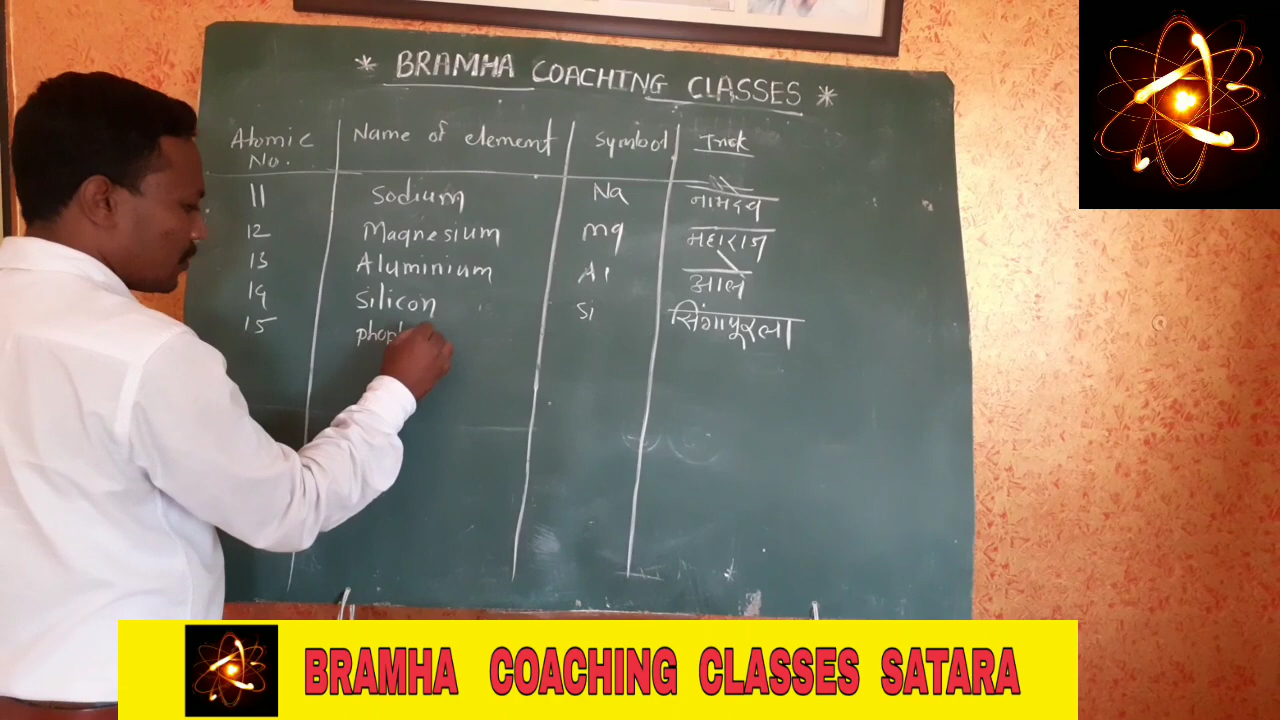 * BRAMHA COACHING CLASSES *
Atomic No. Name of element Symbol Trick
11 Sodium Na नामदेव
12 Magnesium mg महाराज
13 Aluminium Al आले
14 Silicon Si सिंगापूरला
15 phoph
BRAMHA COACHING CLASSES SATARA